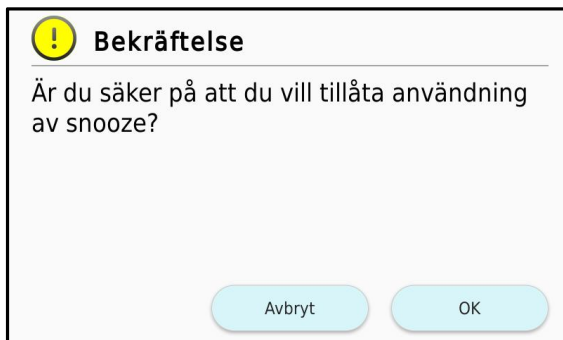 Bekräftelse
Är du säker på att du vill tillåta användning
av snooze?
Avbryt
OK